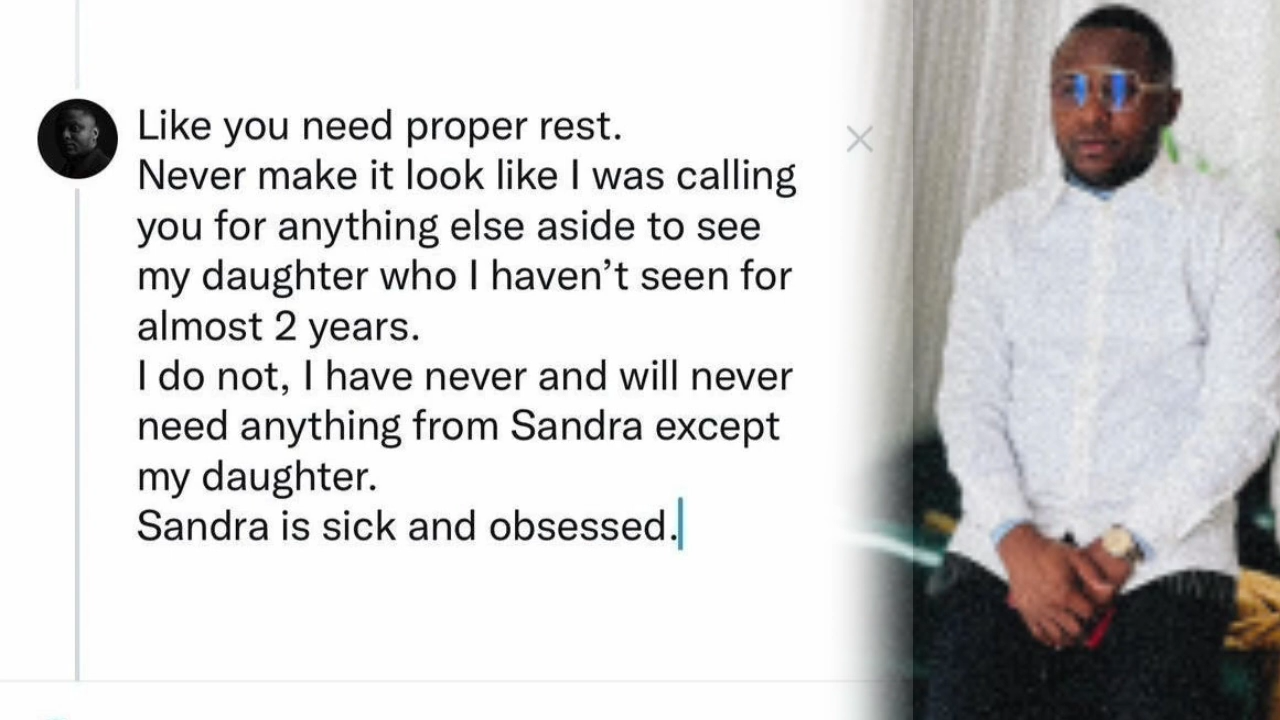 Like you need proper rest.
Never make it look like I was calling
you for anything else aside to see
my daughter who I haven’t seen for
almost 2 years.
I do not, I have never and will never
need anything from Sandra except
my daughter.
Sandra is sick and obsessed.